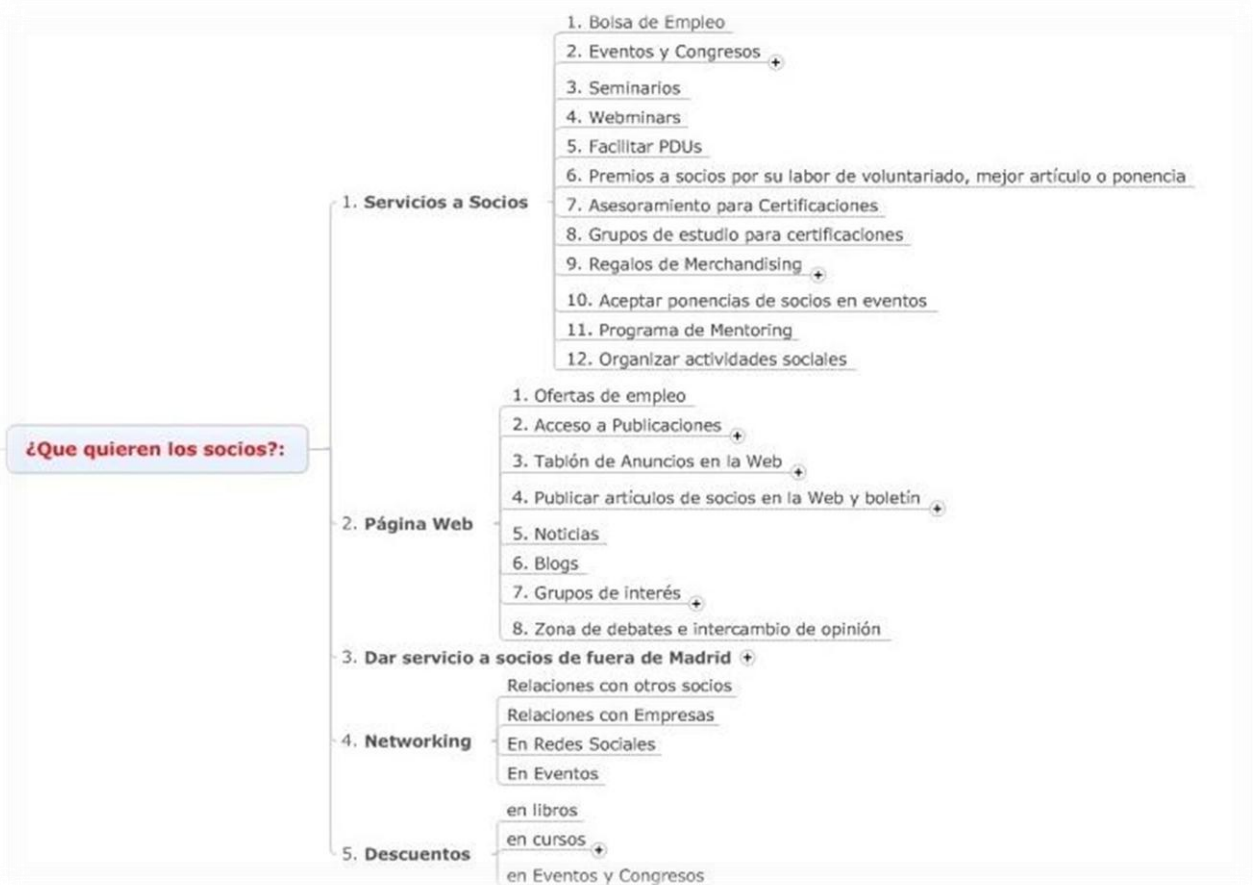 ¿Que quieren los socios?:
1. Servicios a Socios
1. Bolsa de Empleo
2. Eventos y Congresos
3. Seminarios
4. Webminars
5. Facilitar PDUs
6. Premios a socios por su labor de voluntariado, mejor artículo o ponencia
7. Asesoramiento para Certificaciones
8. Grupos de estudio para certificaciones
9. Regalos de Merchandising
10. Aceptar ponencias de socios en eventos
11. Programa de Mentoring
12. Organizar actividades sociales
2. Página Web
1. Ofertas de empleo
2. Acceso a Publicaciones
3. Tablón de Anuncios en la Web
4. Publicar artículos de socios en la Web y boletín
5. Noticias
6. Blogs
7. Grupos de interés
8. Zona de debates e intercambio de opinión
3. Dar servicio a socios de fuera de Madrid
4. Networking
Relaciones con otros socios
Relaciones con Empresas
En Redes Sociales
En Eventos
5. Descuentos
en libros
en cursos
en Eventos y Congresos